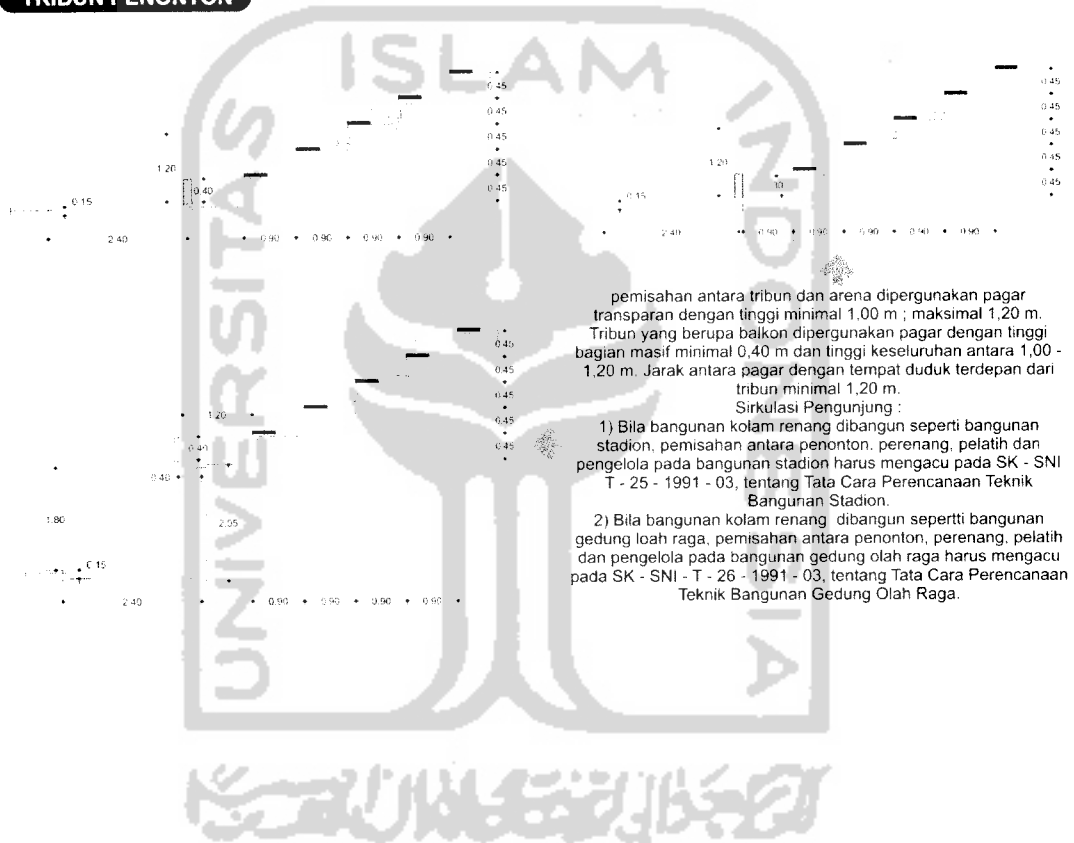 TRIBUN PENONTON
ISLAM
UNIVERSITAS
INDONESIA
0.45
0.45
0.45
0.45
0.45
1.20
0.40
0.15
2.40
0.90 0.90 0.90 0.90
0.45
0.45
0.45
0.45
0.45
1.20
0.15
2.40
0.90 0.90 0.90 0.90 0.90
pemisahan antara tribun dan arena dipergunakan pagar
transparan dengan tinggi minimal 1,00 m ; maksimal 1,20 m.
Tribun yang berupa balkon dipergunakan pagar dengan tinggi
bagian masif minimal 0,40 m dan tinggi keseluruhan antara 1,00 -
1,20 m. Jarak antara pagar dengan tempat duduk terdepan dari
tribun minimal 1,20 m.
Sirkulasi Pengunjung :
1) Bila bangunan kolam renang dibangun seperti bangunan
stadion, pemisahan antara penonton, perenang, pelatih dan
pengelola pada bangunan stadion harus mengacu pada SK - SNI
T - 25 - 1991 - 03, tentang Tata Cara Perencanaan Teknik
Bangunan Stadion.
2) Bila bangunan kolam renang dibangun sepertti bangunan
gedung loah raga, pemisahan antara penonton, perenang, pelatih
dan pengelola pada bangunan gedung olah raga harus mengacu
pada SK - SNI - T - 26 - 1991 - 03, tentang Tata Cara Perencanaan
Teknik Bangunan Gedung Olah Raga.
0.45
0.45
0.45
0.45
0.45
1.20
0.40
0.40
1.80
2.05
0.15
2.40
0.90 0.90 0.90 0.90